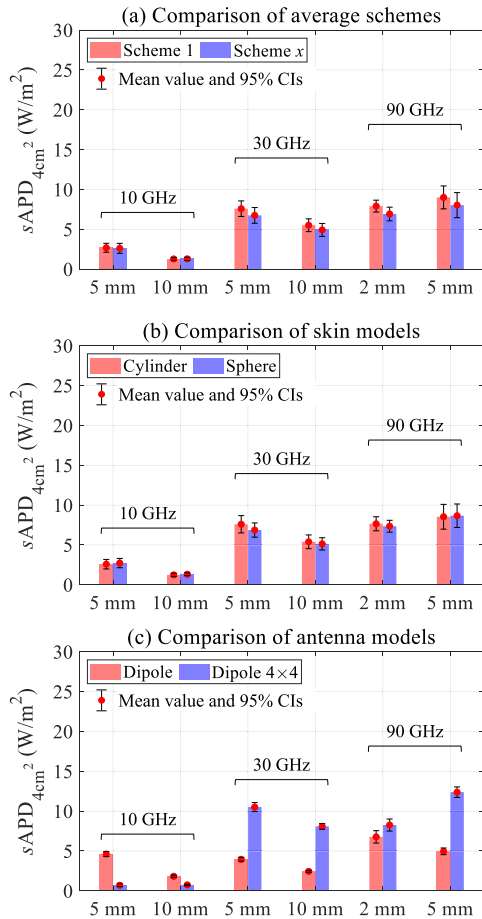 (a) Comparison of average schemes
sAPD4cm2 (W/m2)
30
25
20
15
10
5
0
Scheme 1 Scheme x
Mean value and 95% CIs
10 GHz
30 GHz
90 GHz
5 mm 10 mm 5 mm 10 mm 2 mm 5 mm
(b) Comparison of skin models
sAPD4cm2 (W/m2)
30
25
20
15
10
5
0
Cylinder Sphere
Mean value and 95% CIs
10 GHz
30 GHz
90 GHz
5 mm 10 mm 5 mm 10 mm 2 mm 5 mm
(c) Comparison of antenna models
sAPD4cm2 (W/m2)
30
25
20
15
10
5
0
Dipole Dipole 4×4
Mean value and 95% CIs
10 GHz
30 GHz
90 GHz
5 mm 10 mm 5 mm 10 mm 2 mm 5 mm